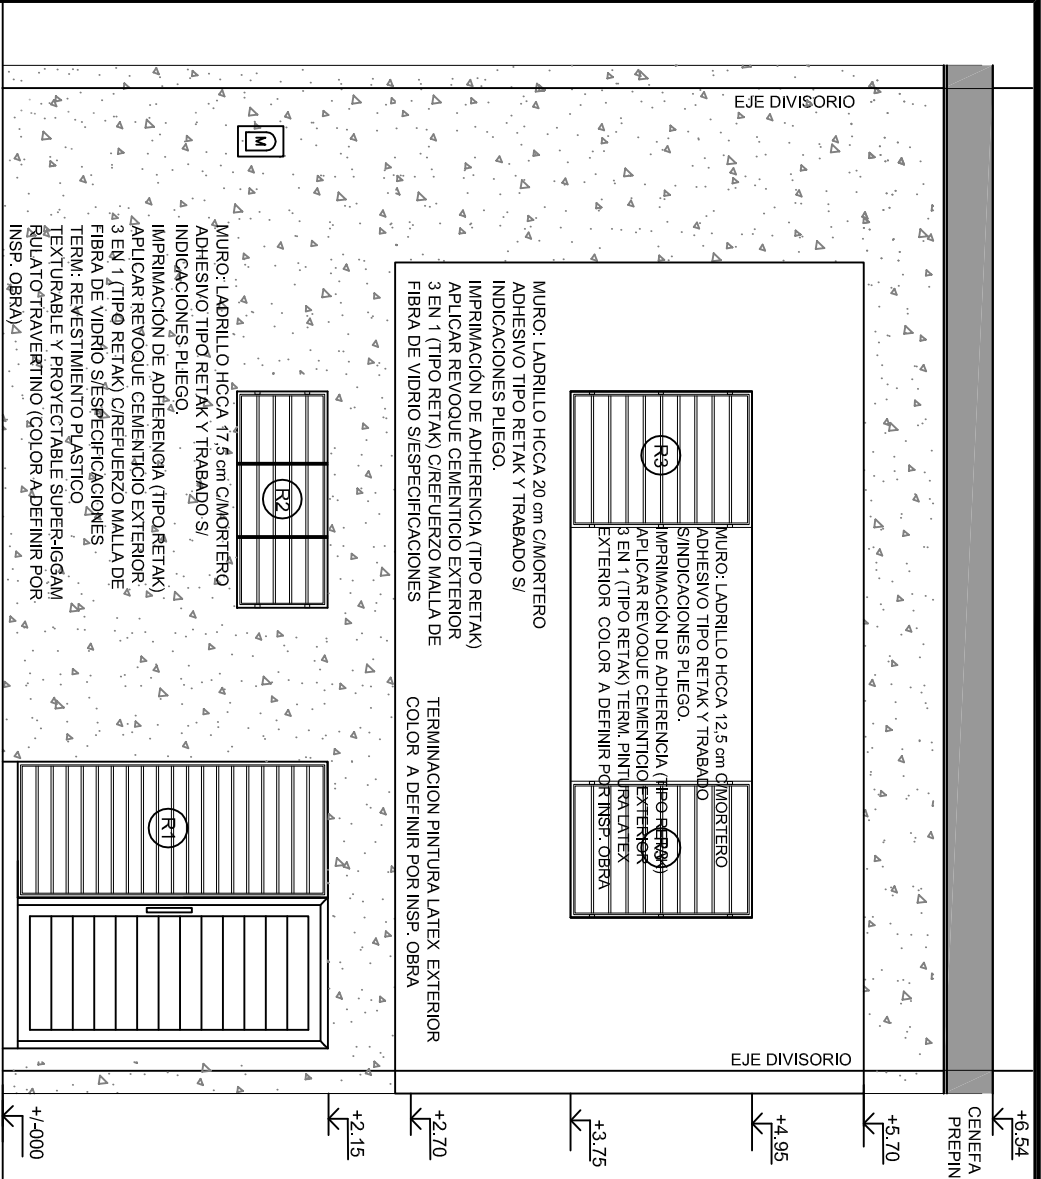 EJE DIVISORIO
M
MURO: LADRILLO HCCA 17,5 cm C/MORTERO
ADHESIVO TIPO RETAK Y TRABADO S/
INDICACIONES PLIEGO.
IMPRIMACIÓN DE ADHERENCIA (TIPO RETAK)
APLICAR REVOQUE CEMENTICIO EXTERIOR
3 EN 1 (TIPO RETAK) C/REFUERZO MALLA DE
FIBRA DE VIDRIO S/ESPECIFICACIONES
TERM: REVESTIMIENTO PLASTICO
TEXTURABLE Y PROYECTABLE SUPER-IGGAM
RULATO TRAVERTINO (COLOR A DEFINIR POR
INSP. OBRA)
R2
MURO: LADRILLO HCCA 20 cm C/MORTERO
ADHESIVO TIPO RETAK Y TRABADO S/
INDICACIONES PLIEGO.
IMPRIMACIÓN DE ADHERENCIA (TIPO RETAK)
APLICAR REVOQUE CEMENTICIO EXTERIOR
3 EN 1 (TIPO RETAK) C/REFUERZO MALLA DE
FIBRA DE VIDRIO S/ESPECIFICACIONES
TERMINACION PINTURA LATEX EXTERIOR
COLOR A DEFINIR POR INSP. OBRA
R3
MURO: LADRILLO HCCA 12,5 cm C/MORTERO
ADHESIVO TIPO RETAK Y TRABADO
S/INDICACIONES PLIEGO.
IMPRIMACIÓN DE ADHERENCIA (TIPO RETAK)
APLICAR REVOQUE CEMENTICIO EXTERIOR
3 EN 1 (TIPO RETAK) TERM. PINTURA LATEX
EXTERIOR COLOR A DEFINIR POR INSP. OBRA
R3
R1
EJE DIVISORIO
CENEFA
PREPIN
+6.54
+5.70
+4.95
+3.75
+2.70
+2.15
+/-000